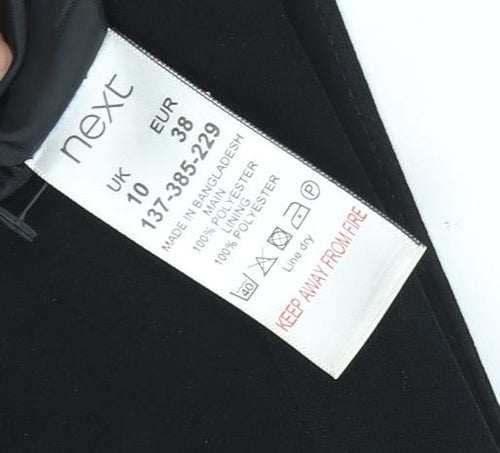 next
UK EUR
10 38
137-385-229
MADE IN BANGLADESH
MAIN
100% POLYESTER
LINING
100% POLYESTER
40 P
Line dry
KEEP AWAY FROM FIRE